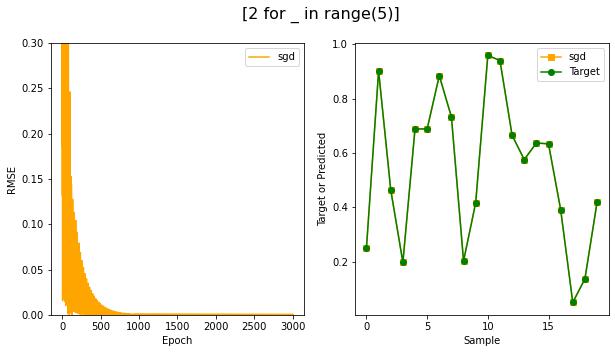 [2 for _ in range(5)]
0.30
0.25
0.20
0.15
0.10
0.05
0.00
RMSE
0
500
1000
1500
2000
2500
3000
Epoch
sgd
1.0
0.8
0.6
0.4
0.2
Target or Predicted
0
5
10
15
Sample
sgd
Target